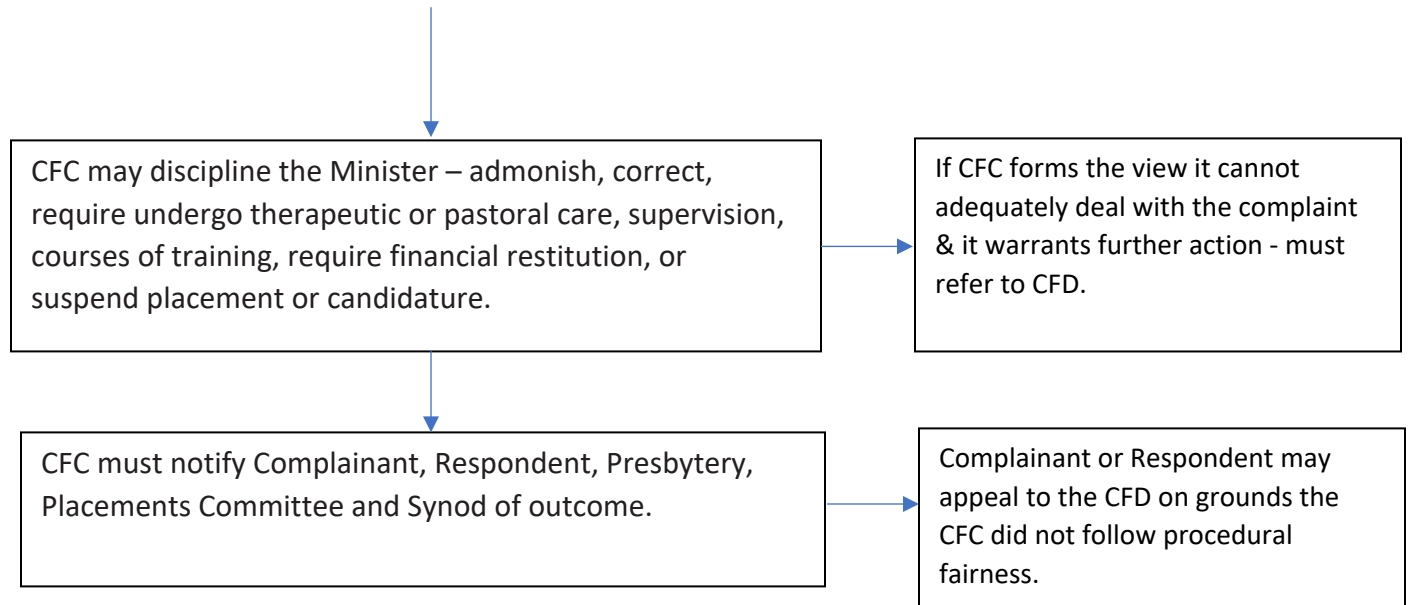 CFC may discipline the Minister – admonish, correct,
require undergo therapeutic or pastoral care, supervision,
courses of training, require financial restitution, or
suspend placement or candidature.
If CFC forms the view it cannot
adequately deal with the complaint
& it warrants further action - must
refer to CFD.
CFC must notify Complainant, Respondent, Presbytery,
Placements Committee and Synod of outcome.
Complainant or Respondent may
appeal to the CFD on grounds the
CFC did not follow procedural
fairness.